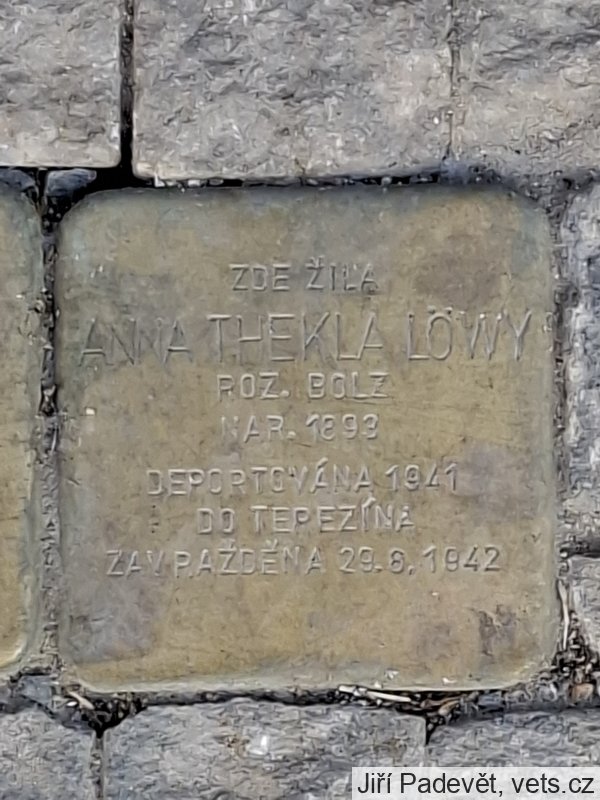 ZDE ŽILA
ANNA THEKLA LÖWY
ROZ. BOLZ
NAR. 1893
DEPORTOVÁNA 1941
DO TEREZÍNA
ZAVRAŽDĚNA 29.6.1942
Jiří Padevět, vets.cz